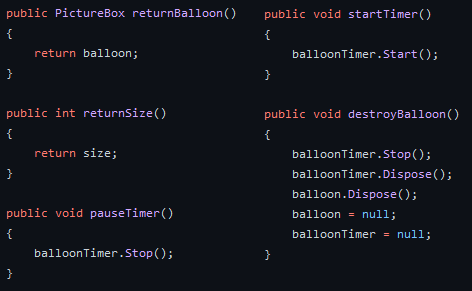 public PictureBox returnBalloon()
{
    return balloon;
}

public int returnSize()
{
    return size;
}

public void pauseTimer()
{
    balloonTimer.Stop();
}
public void startTimer()
{
    balloonTimer.Start();
}

public void destroyBalloon()
{
    balloonTimer.Stop();
    balloonTimer.Dispose();
    balloon.Dispose();
    balloon = null;
    balloonTimer = null;
}